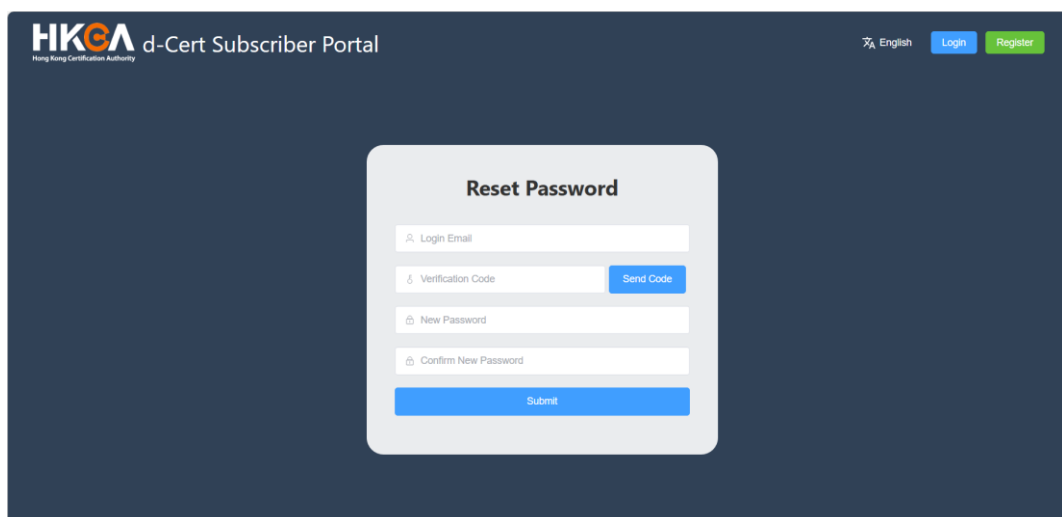 HKCA d-Cert Subscriber Portal
Hong Kong Certification Authority
English Login Register
Reset Password
Login Email
Verification Code Send Code
New Password
Confirm New Password
Submit